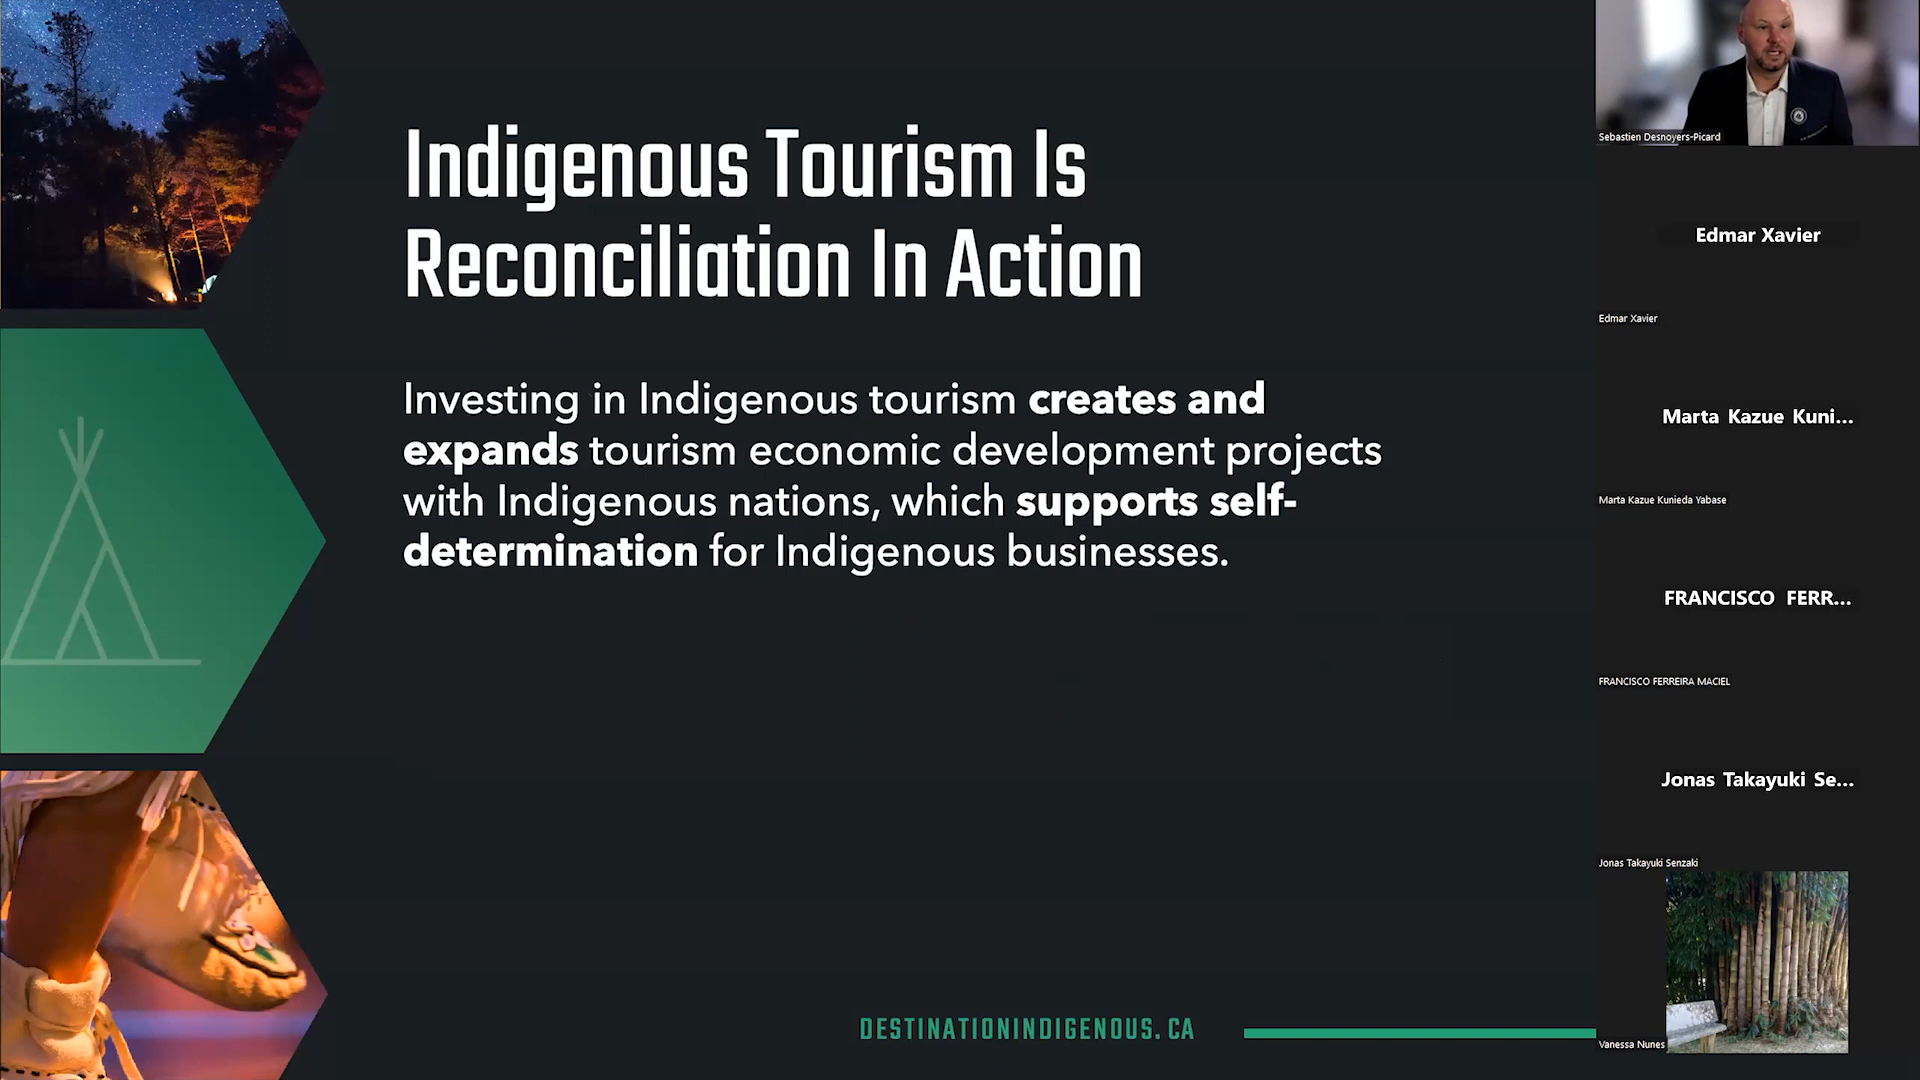 Indigenous Tourism Is
Reconciliation In Action
Investing in Indigenous tourism creates and
expands tourism economic development projects
with Indigenous nations, which supports self-
determination for Indigenous businesses.
DESTINATIONINDIGENOUS.CA
Sebastien Desnoyers-Picard
Edmar Xavier
Edmar Xavier
Marta Kazue Kuni...
Marta Kazue Kunieda Yabase
FRANCISCO FERR...
FRANCISCO FERREIRA MACIEL
Jonas Takayuki Se...
Jonas Takayuki Senzaki
Vanessa Nunes